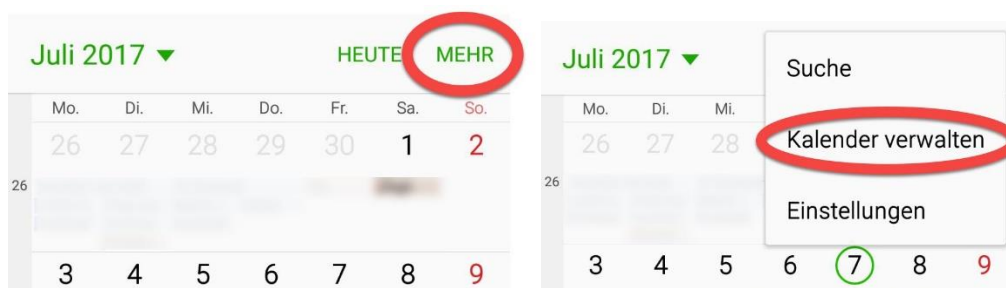 Juli 2017 HEUTE MEHR
Mo. Di. Mi. Do. Fr. Sa. So.
26 27 28 29 30 1 2
26
3 4 5 6 7 8 9
Juli 2017
Mo. Di. Mi.
26 27 28
26
3 4 5 6 7 8 9
Suche
Kalender verwalten
Einstellungen